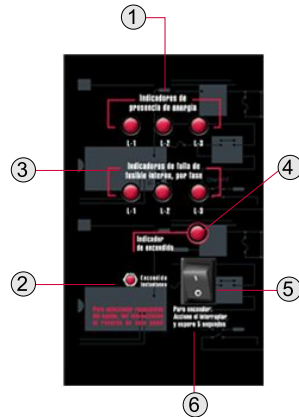 1
Indicadores de
presencia de energía
L-1 L-2 L-3
3
Indicadores de falla de
fusible interno, por fase
L-1 L-2 L-3
4
Indicador
de encendido
2
Encendido
instantaneo
5
Para encender:
Accione el interruptor
y espere 5 segundos
6